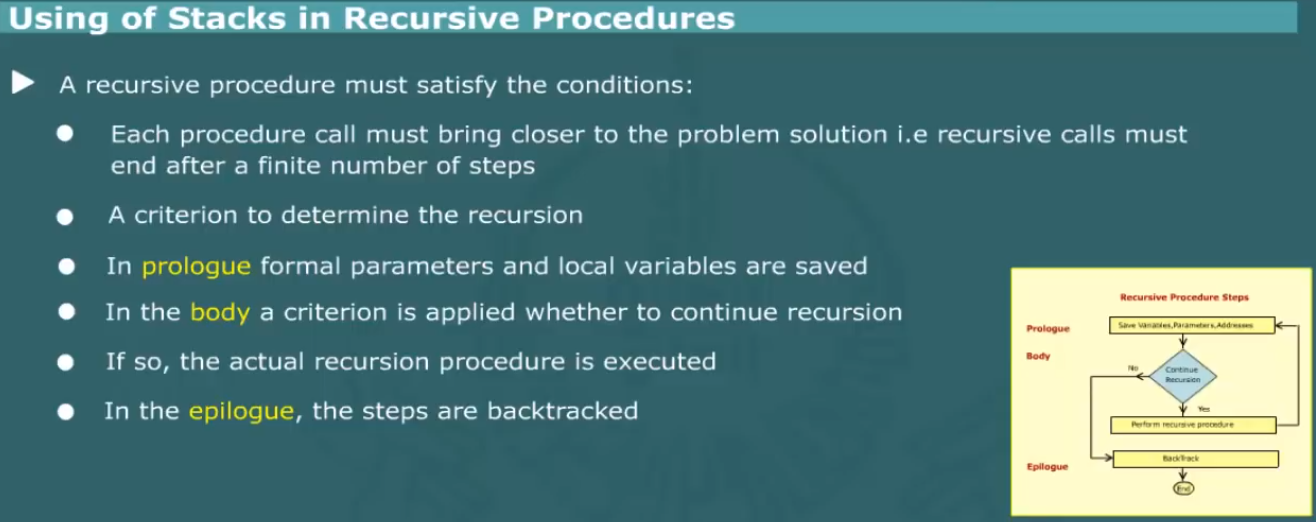 Using of Stacks in Recursive Procedures
A recursive procedure must satisfy the conditions:
Each procedure call must bring closer to the problem solution i.e recursive calls must
end after a finite number of steps
A criterion to determine the recursion
In prologue formal parameters and local variables are saved
In the body a criterion is applied whether to continue recursion
If so, the actual recursion procedure is executed
In the epilogue, the steps are backtracked
Recursive Procedure Steps
Prologue
Save Variables,Parameters,Addresses
Body
Continue
Recursion
No
Yes
Perform recursive procedure
BackTrack
Epilogue
End